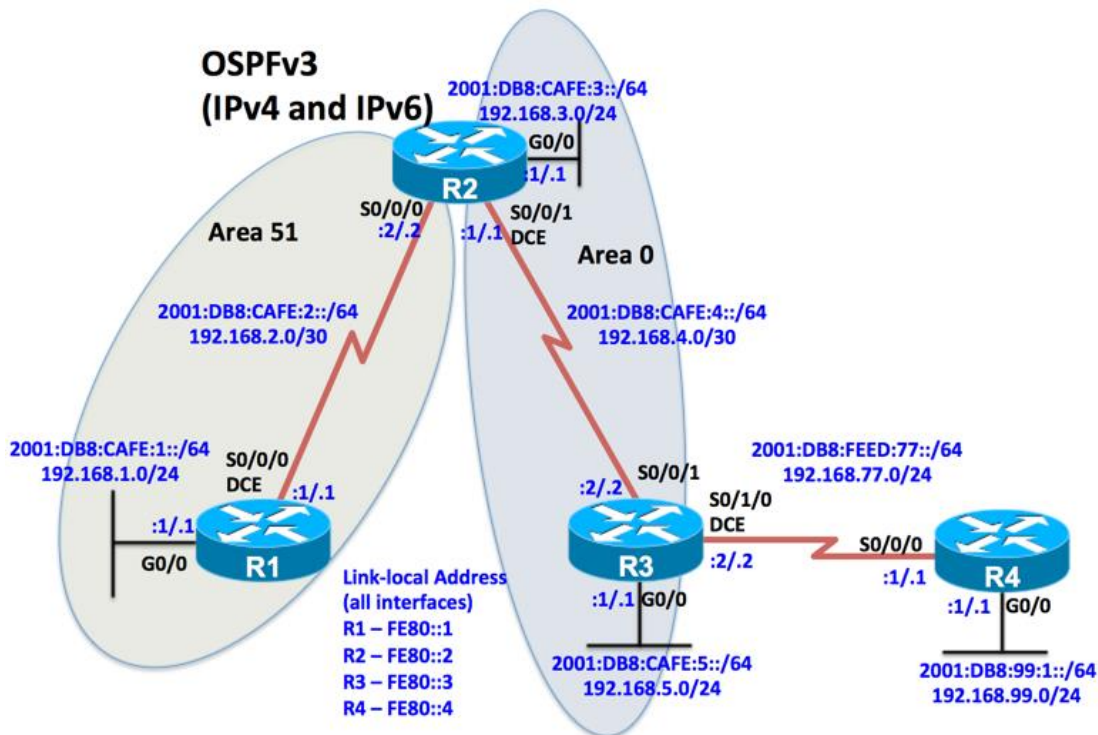 OSPFv3
(IPv4 and IPv6)
2001:DB8:CAFE:3::/64
192.168.3.0/24
G0/0
:1/.1
R2
S0/0/0
:2/.2
S0/0/1
DCE
:1/.1
Area 51
Area 0
2001:DB8:CAFE:2::/64
192.168.2.0/30
2001:DB8:CAFE:4::/64
192.168.4.0/30
2001:DB8:CAFE:1::/64
192.168.1.0/24
S0/0/0
DCE
:1/.1
:1/.1
G0/0
R1
2001:DB8:FEED:77::/64
192.168.77.0/24
S0/0/1
:2/.2
S0/1/0
DCE
:2/.2
R3
:1/.1
G0/0
S0/0/0
:1/.1
R4
:1/.1
G0/0
Link-local Address
(all interfaces)
R1 – FE80::1
R2 – FE80::2
R3 – FE80::3
R4 – FE80::4
2001:DB8:CAFE:5::/64
192.168.5.0/24
2001:DB8:99:1::/64
192.168.99.0/24